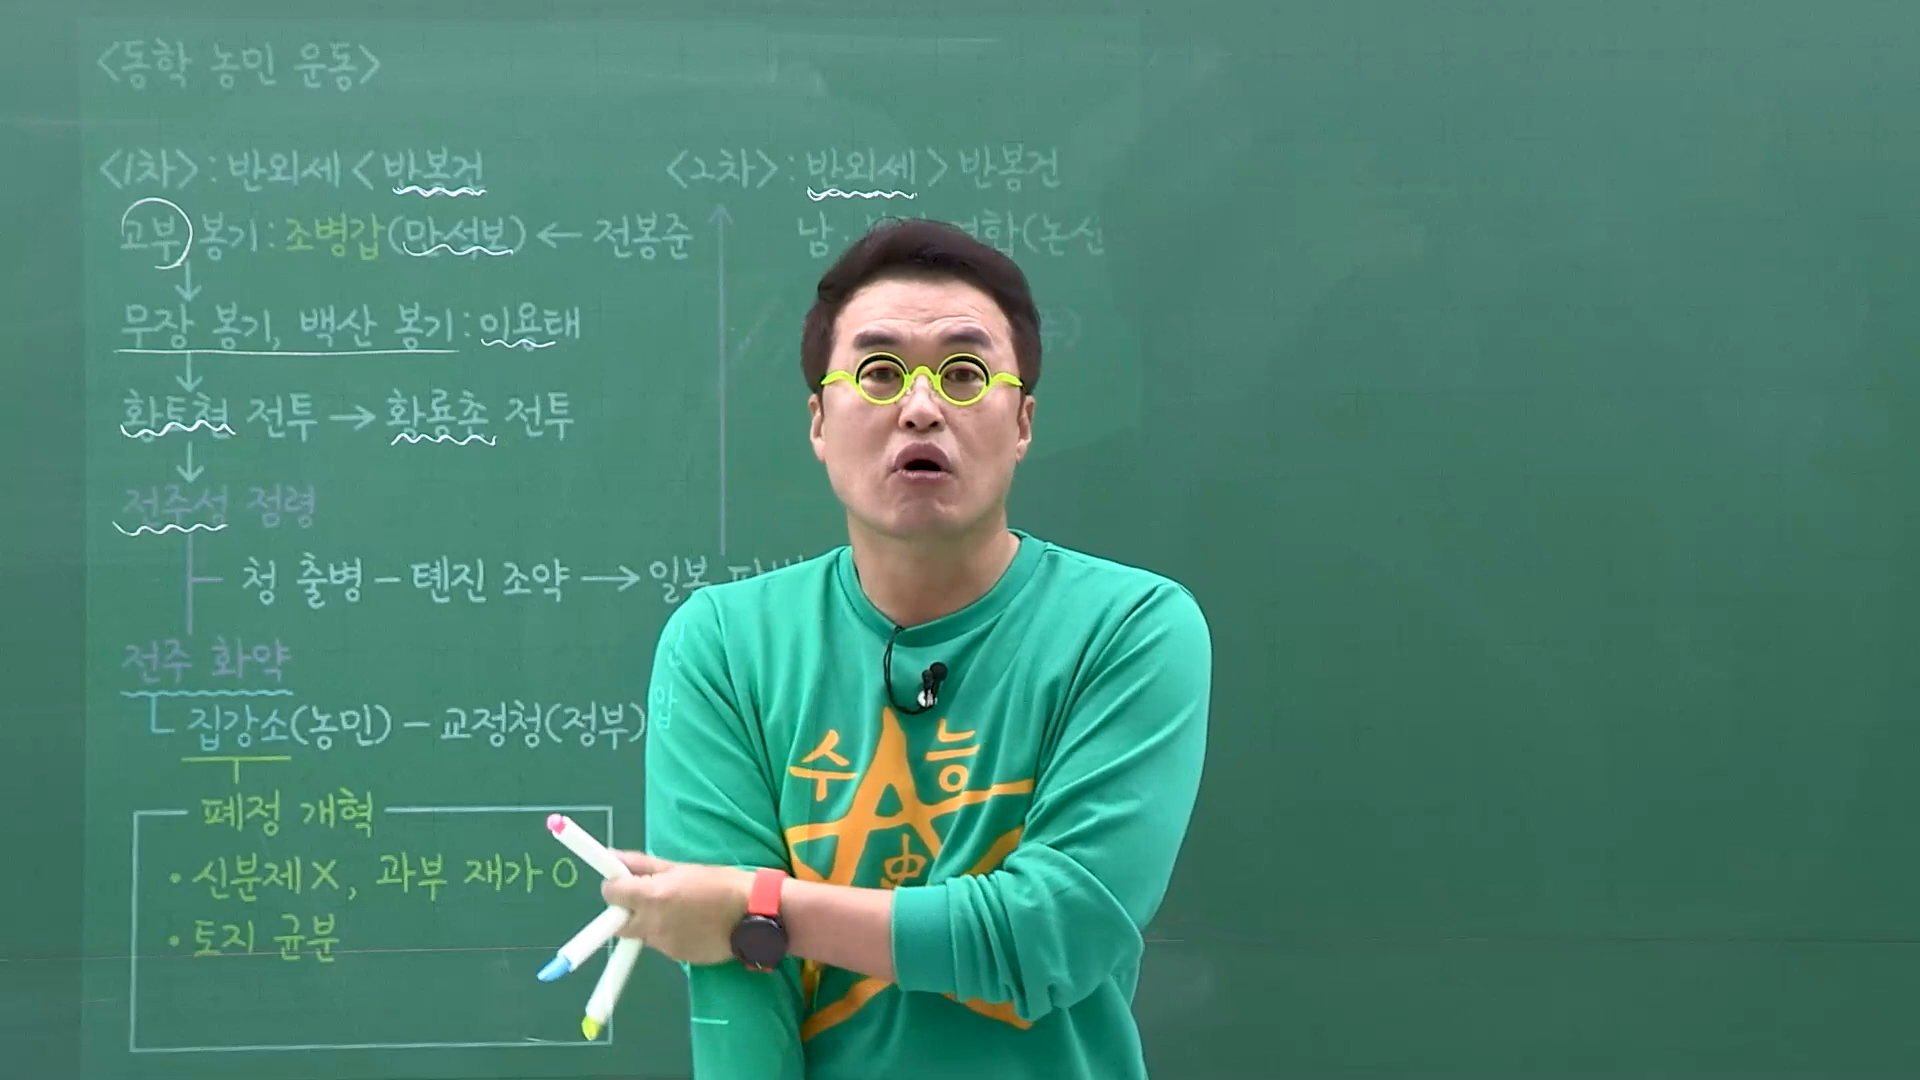 <동학 농민 운동>
<1차> : 반외세 < 반봉건
고부 봉기 : 조병갑(만석보) ← 전봉준
무장 봉기, 백산 봉기 : 이용태
황토현 전투 → 황룡촌 전투
전주성 점령
청 출병 - 톈진 조약 → 일본
전주 화약
집강소(농민) - 교정청(정부)
폐정 개혁
· 신분제 X, 과부 재가 O
· 토지 균분
<2차> : 반외세 > 반봉건
남 · 연합(논산
수 능
史